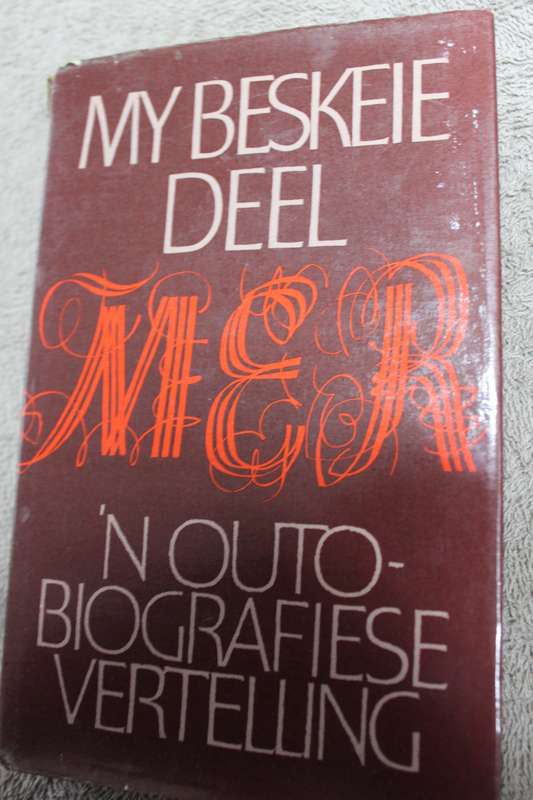 MY BESKEIE
DEEL
MER
'N OUTO-
BIOGRAFIESE
VERTELLING